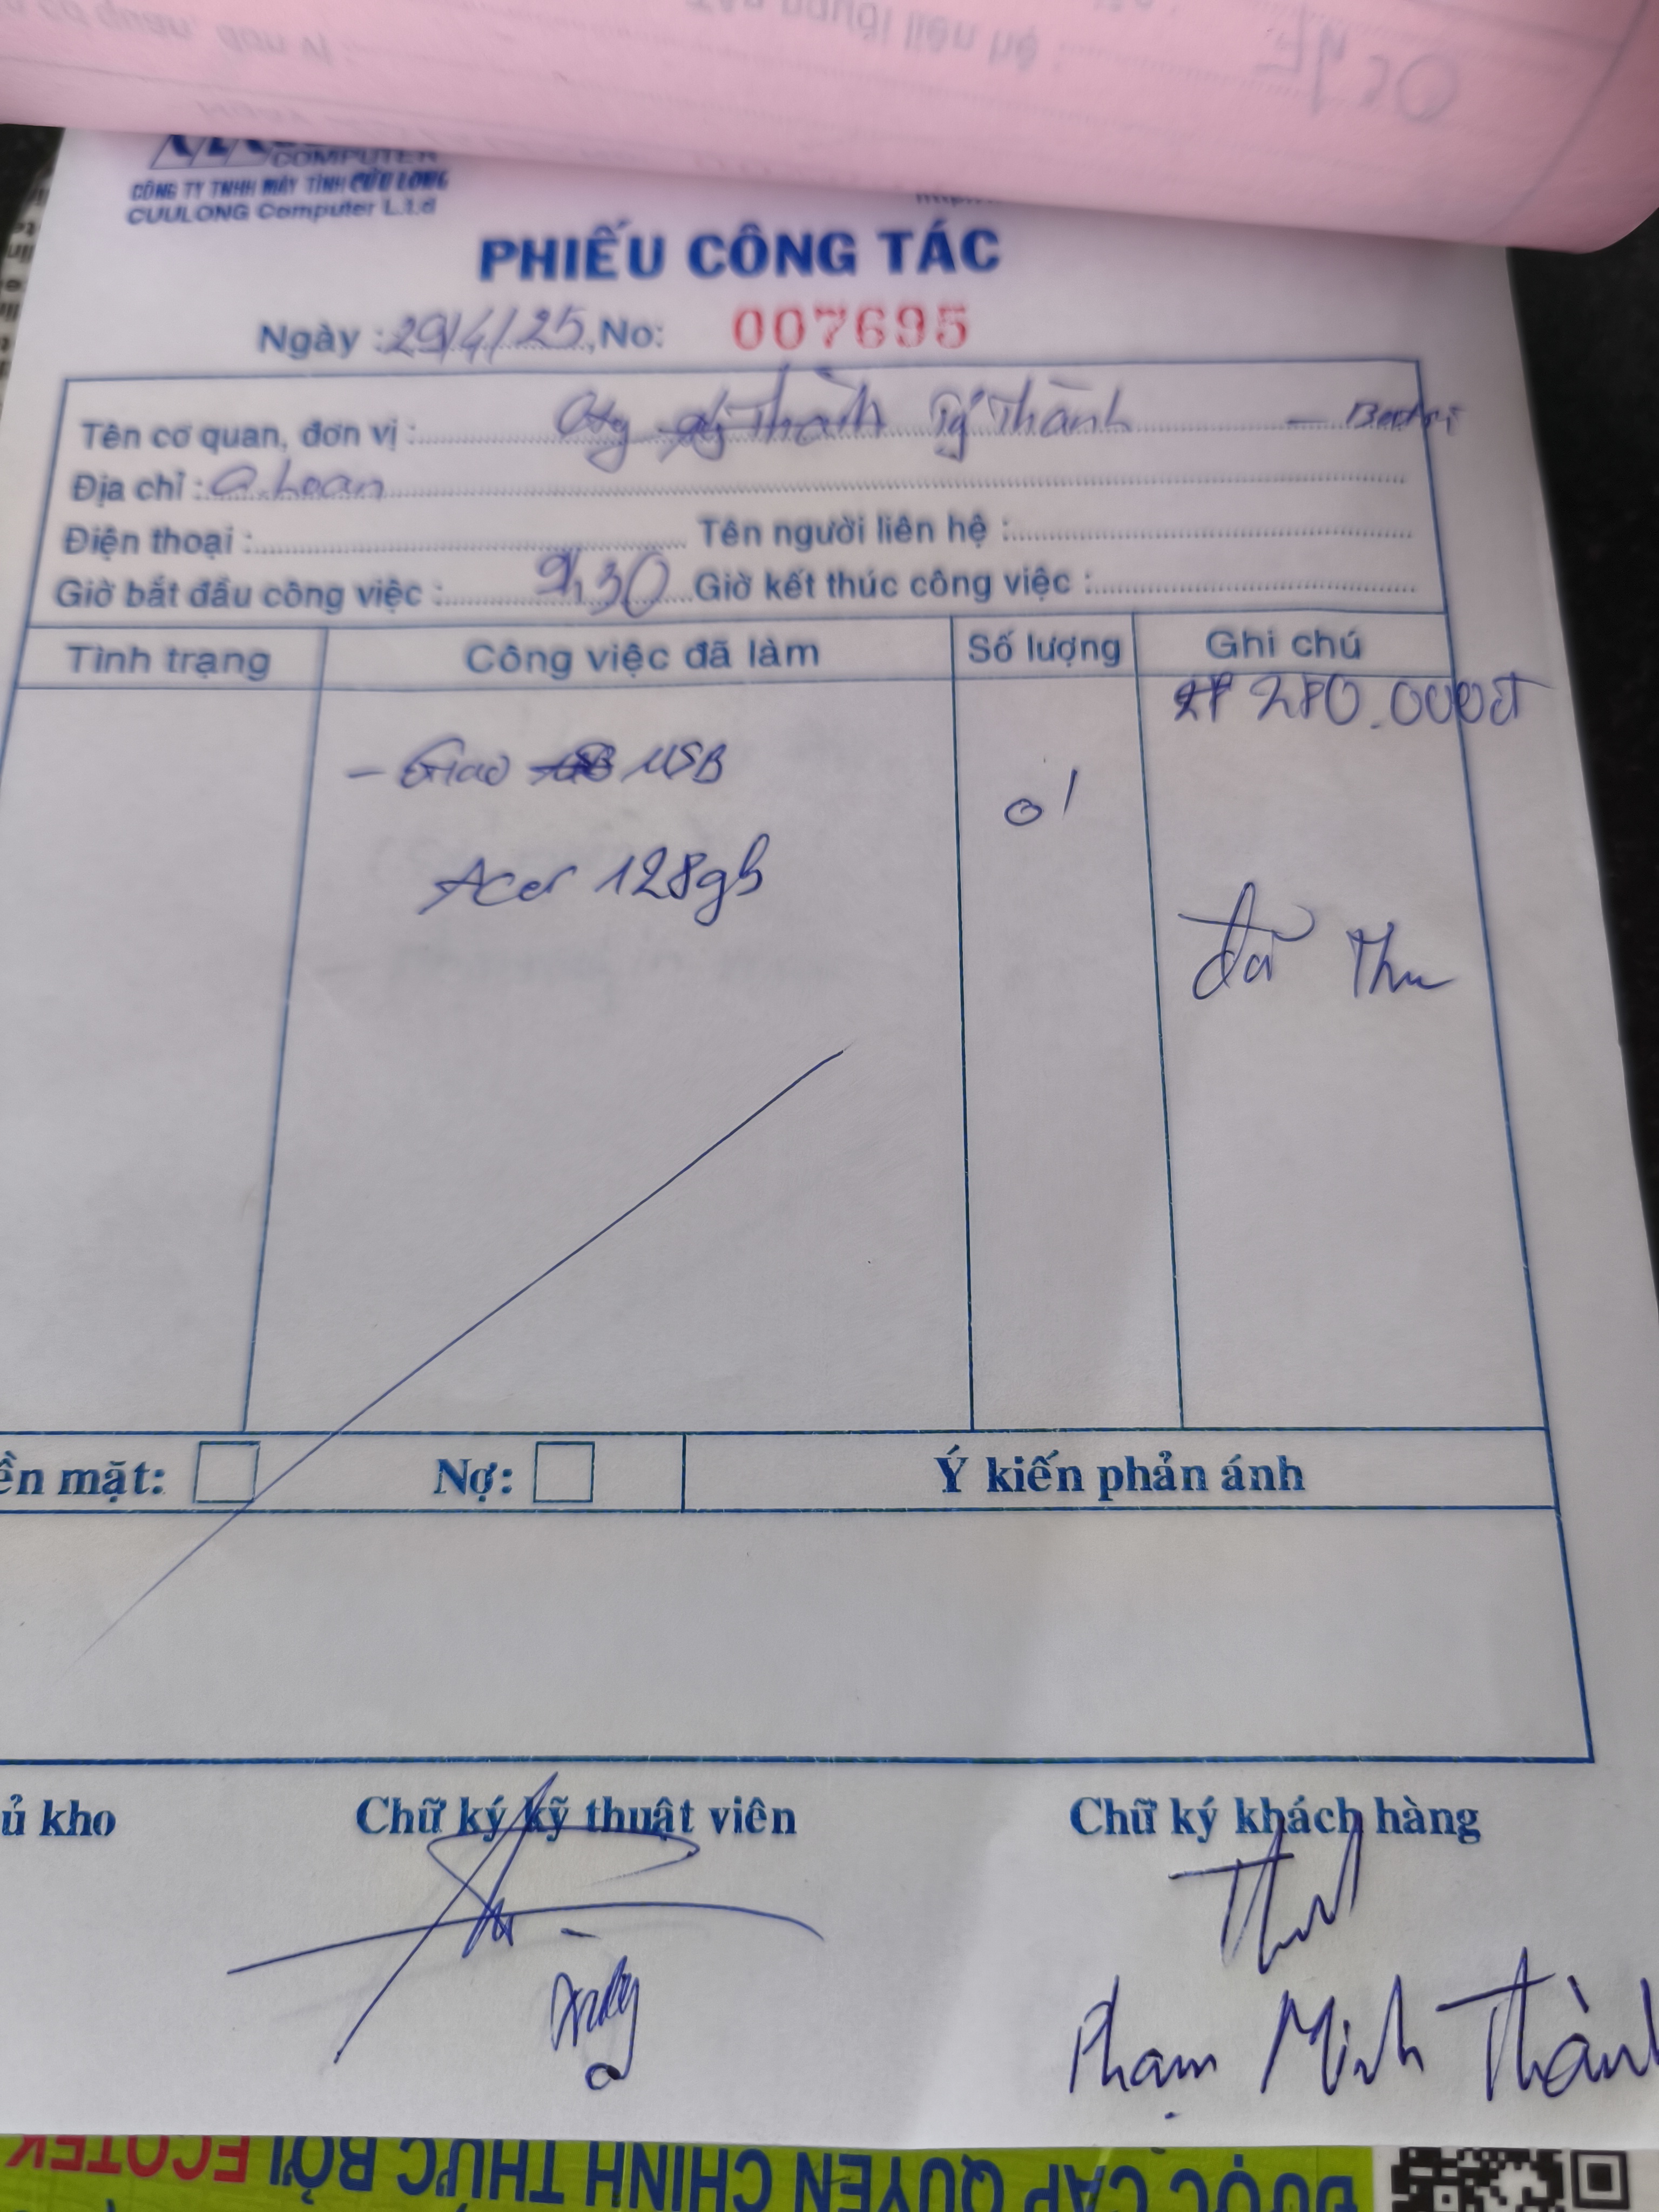 COMPUTER
CÔNG TY TNHH MÁY TÍNH CỬU LONG
CUULONG Computer L.t.d
PHIẾU CÔNG TÁC
Ngày : 29/4/25, No: 007695
Tên cơ quan, đơn vị : Cty Tý Thành
Địa chỉ : a. Loan
Điện thoại : Tên người liên hệ :
Giờ bắt đầu công việc : 9h30 Giờ kết thúc công việc :
Tình trạng Công việc đã làm Số lượng Ghi chú
280.000đ
- Giao USB 01
Acer 128gb
đã Thu
ền mặt: Nợ: Ý kiến phản ánh
ủ kho Chữ ký kỹ thuật viên Chữ ký khách hàng
Phạm Minh Thành
ĐƯỢC CẤP QUYỀN CHÍNH THỨC BỞI ECOTEK